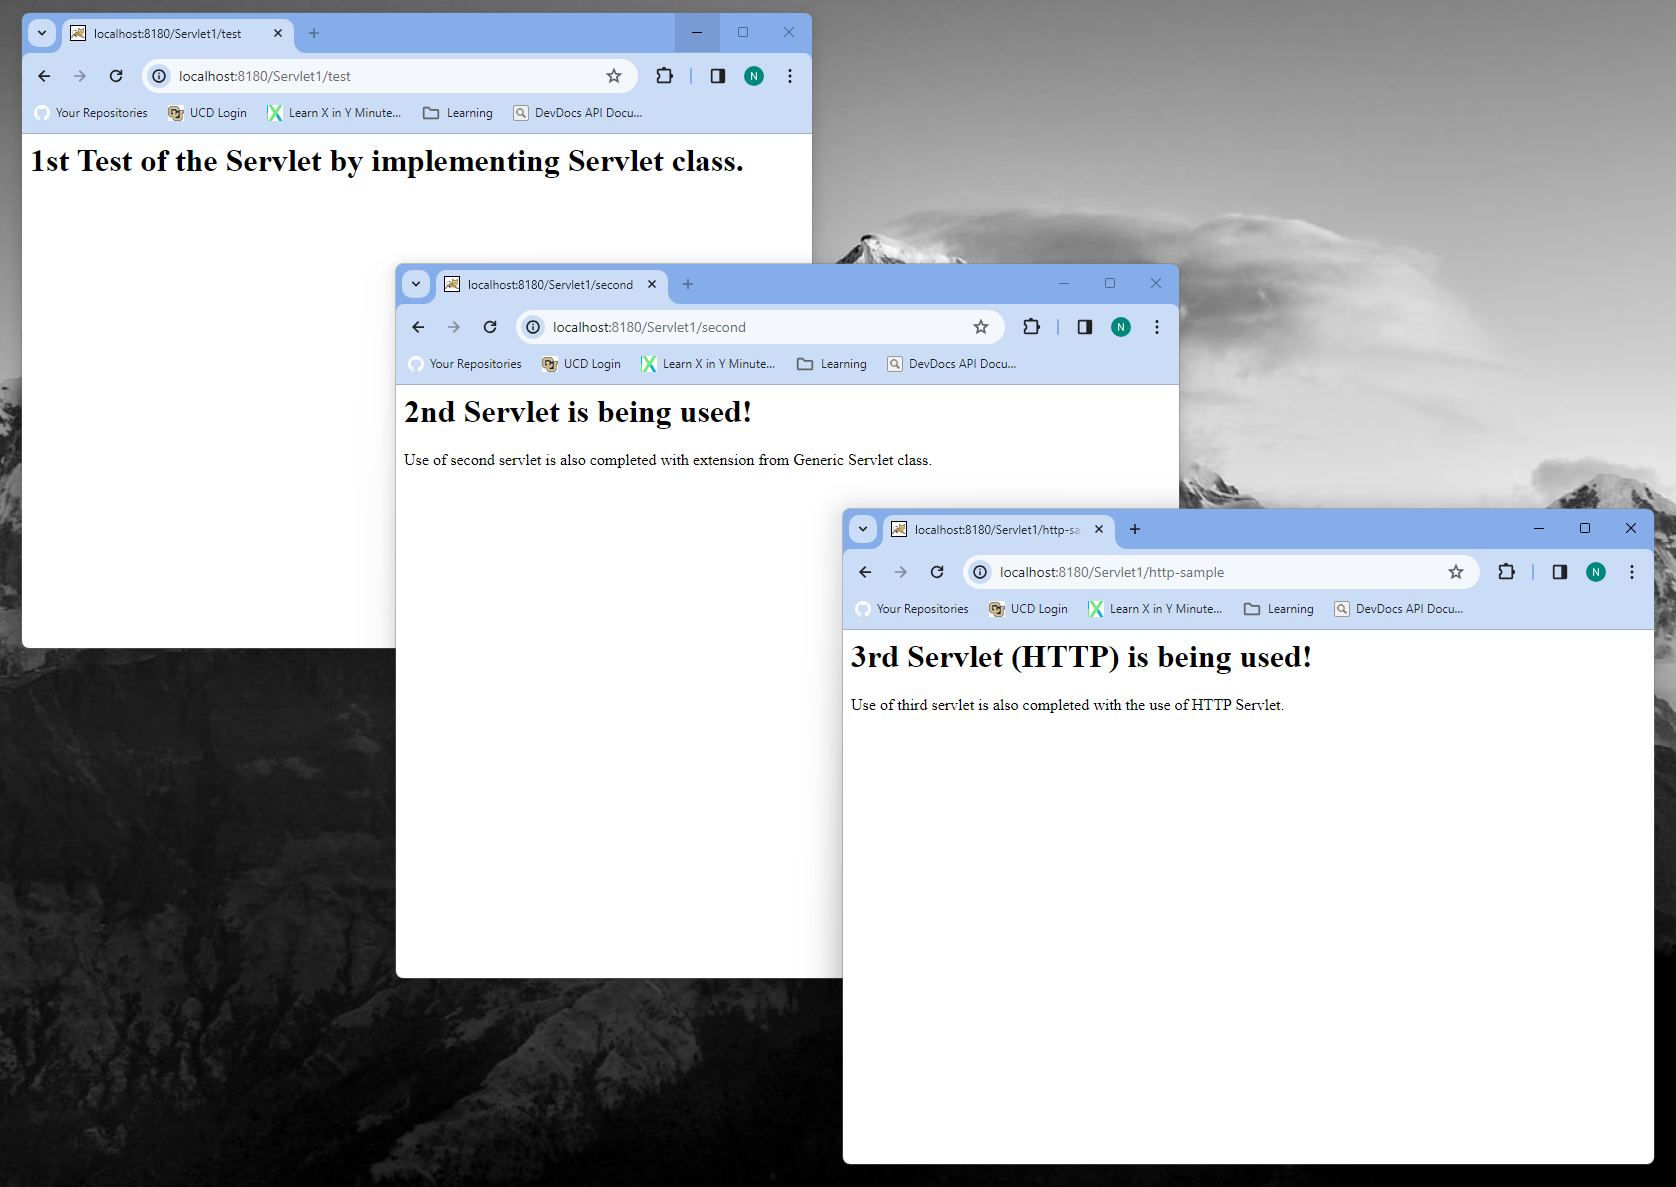 localhost:8180/Servlet1/test
localhost:8180/Servlet1/test
N
Your Repositories UCD Login Learn X in Y Minute... Learning DevDocs API Docu...
1st Test of the Servlet by implementing Servlet class.
localhost:8180/Servlet1/second
localhost:8180/Servlet1/second
N
Your Repositories UCD Login Learn X in Y Minute... Learning DevDocs API Docu...
2nd Servlet is being used!
Use of second servlet is also completed with extension from Generic Servlet class.
localhost:8180/Servlet1/http-sa
localhost:8180/Servlet1/http-sample
N
Your Repositories UCD Login Learn X in Y Minute... Learning DevDocs API Docu...
3rd Servlet (HTTP) is being used!
Use of third servlet is also completed with the use of HTTP Servlet.